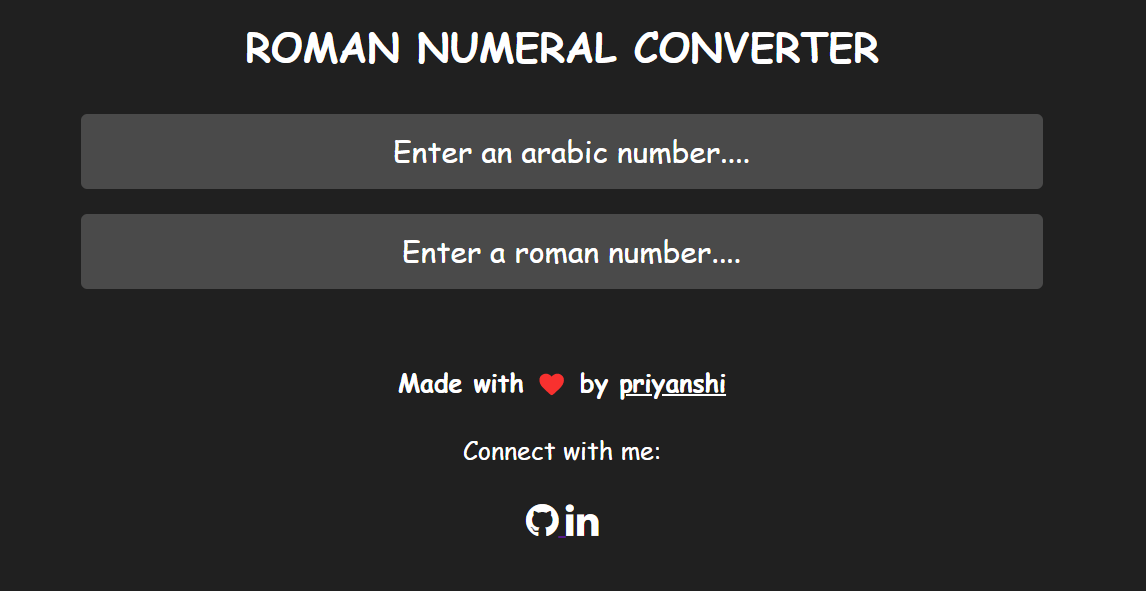 ROMAN NUMERAL CONVERTER
Enter an arabic number....
Enter a roman number....
Made with ❤ by priyanshi
Connect with me:
in